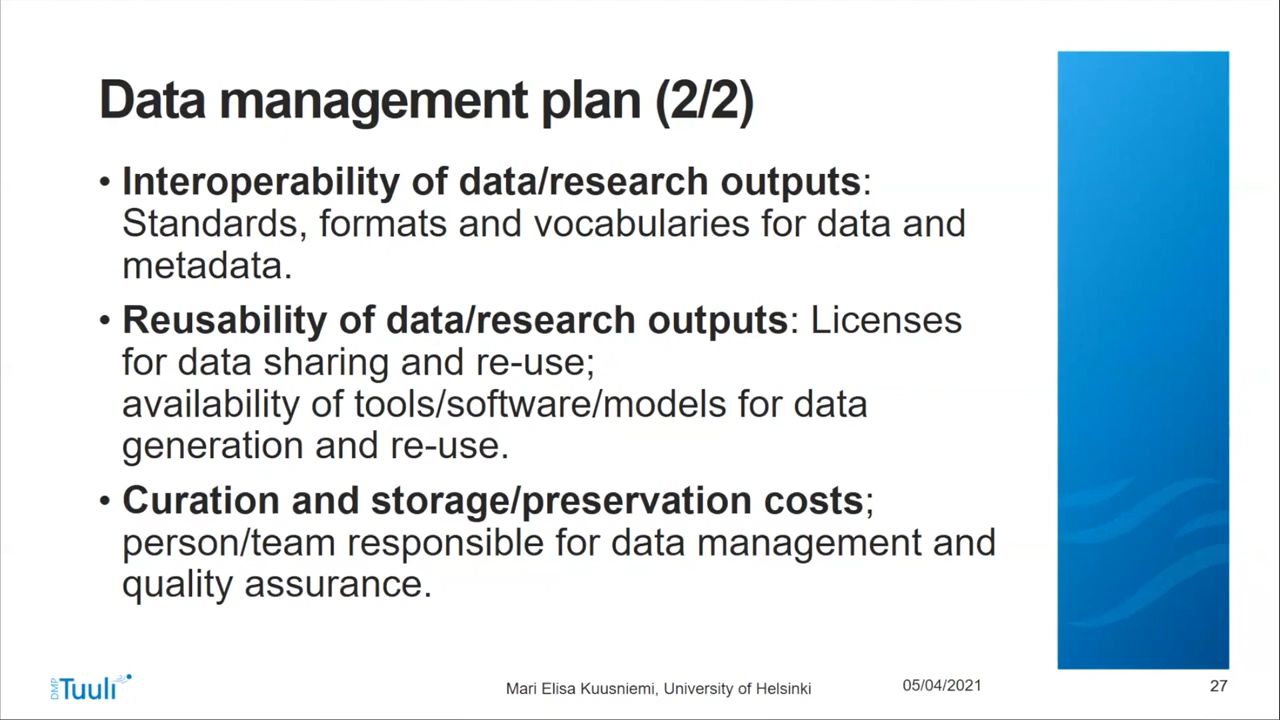 Data management plan (2/2)
• Interoperability of data/research outputs:
Standards, formats and vocabularies for data and
metadata.
• Reusability of data/research outputs: Licenses
for data sharing and re-use;
availability of tools/software/models for data
generation and re-use.
• Curation and storage/preservation costs;
person/team responsible for data management and
quality assurance.
DMP Tuuli
Mari Elisa Kuusniemi, University of Helsinki
05/04/2021
27